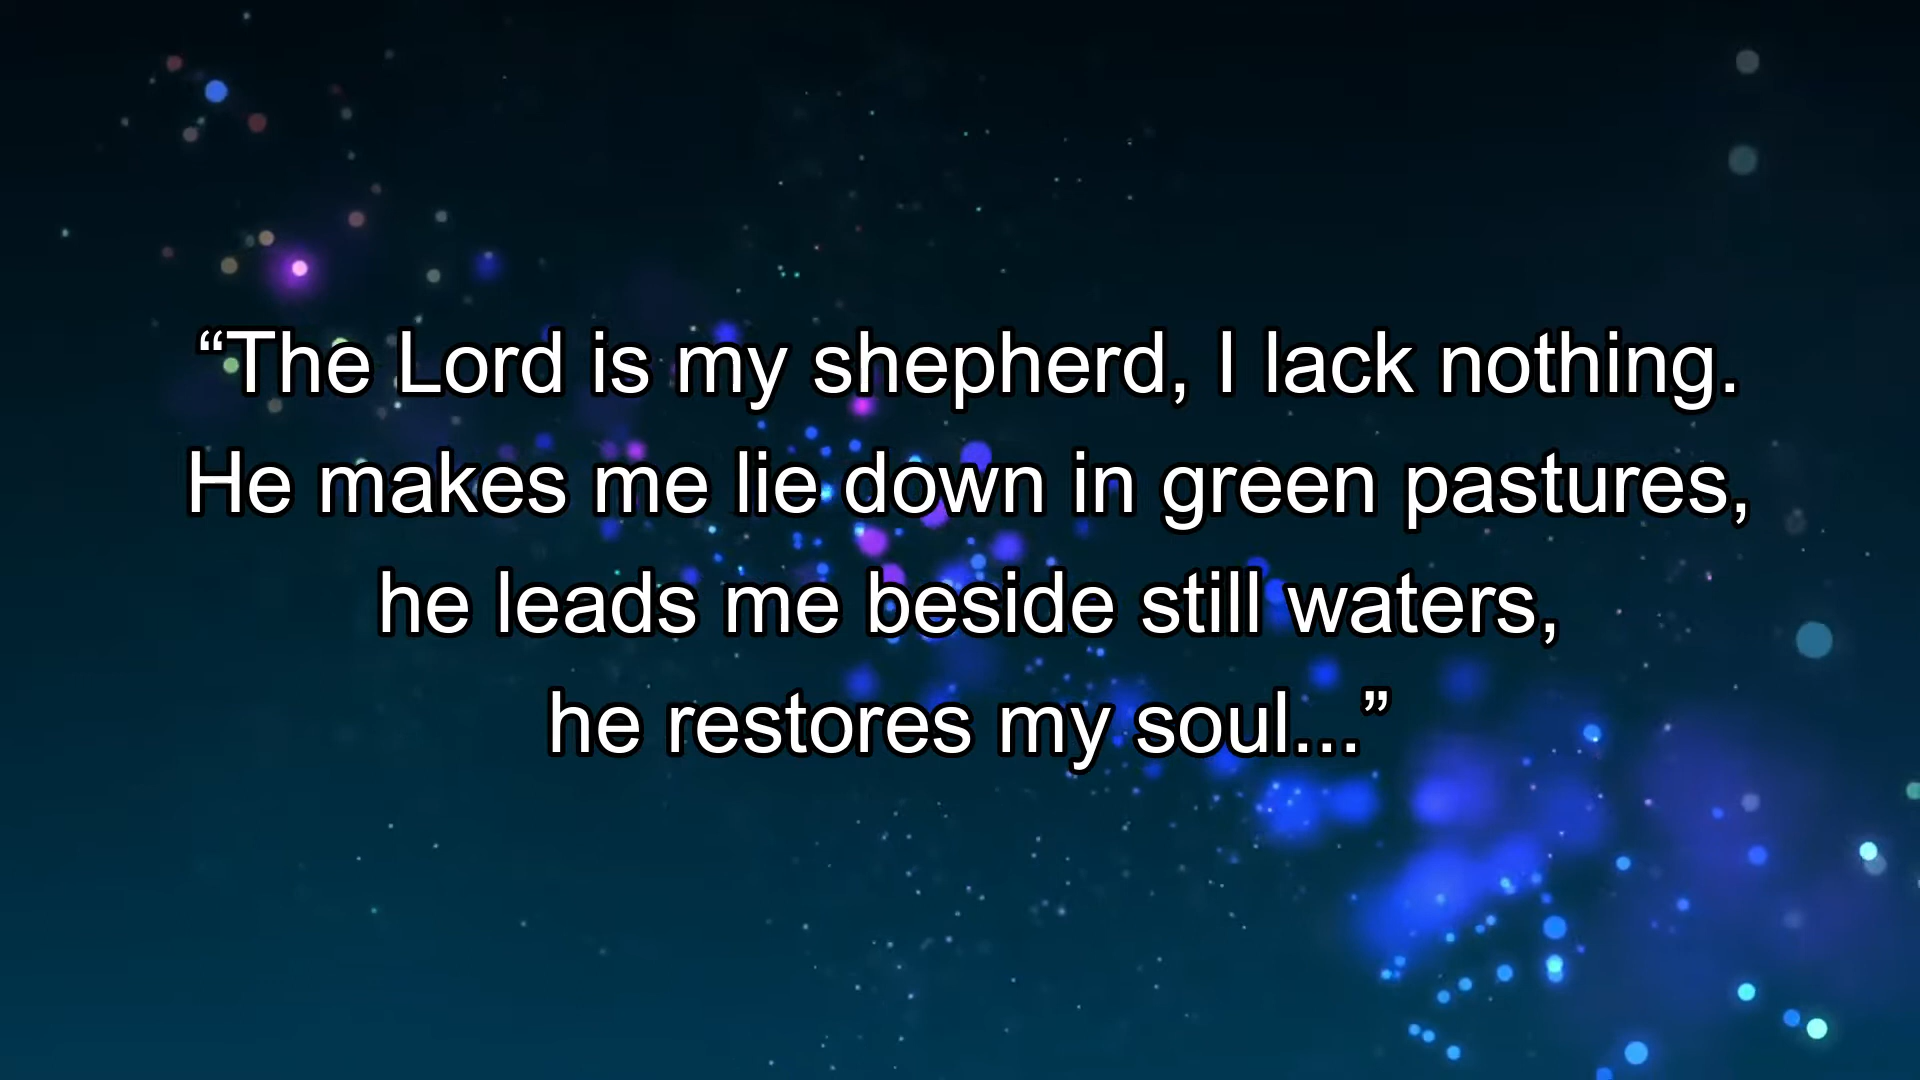 “The Lord is my shepherd, I lack nothing.
He makes me lie down in green pastures,
he leads me beside still waters,
he restores my soul...”